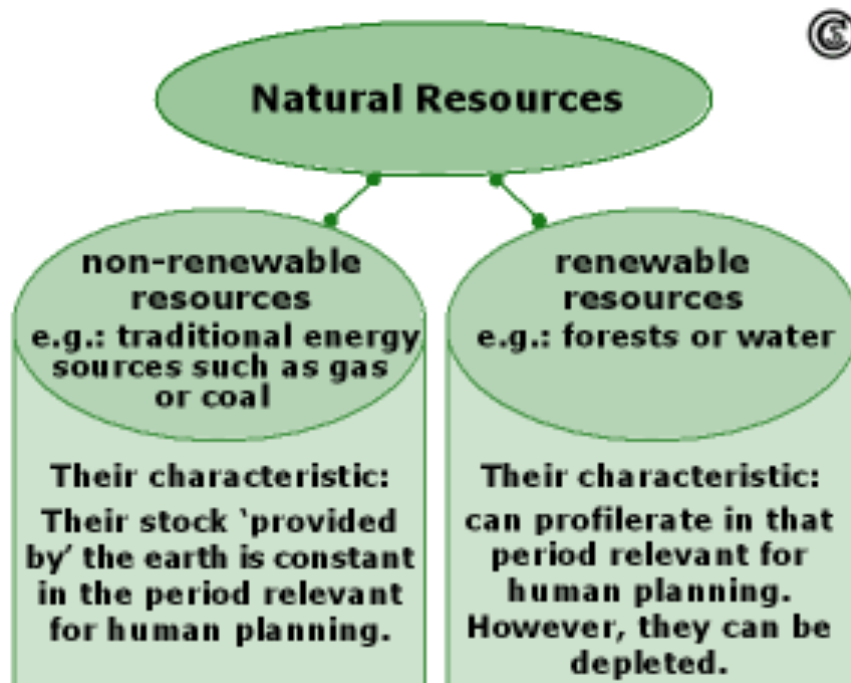 Natural Resources
non-renewable
resources
e.g.: traditional energy
sources such as gas
or coal
Their characteristic:
Their stock ‘provided
by’ the earth is constant
in the period relevant
for human planning.
renewable
resources
e.g.: forests or water
Their characteristic:
can profilerate in that
period relevant for
human planning.
However, they can be
depleted.